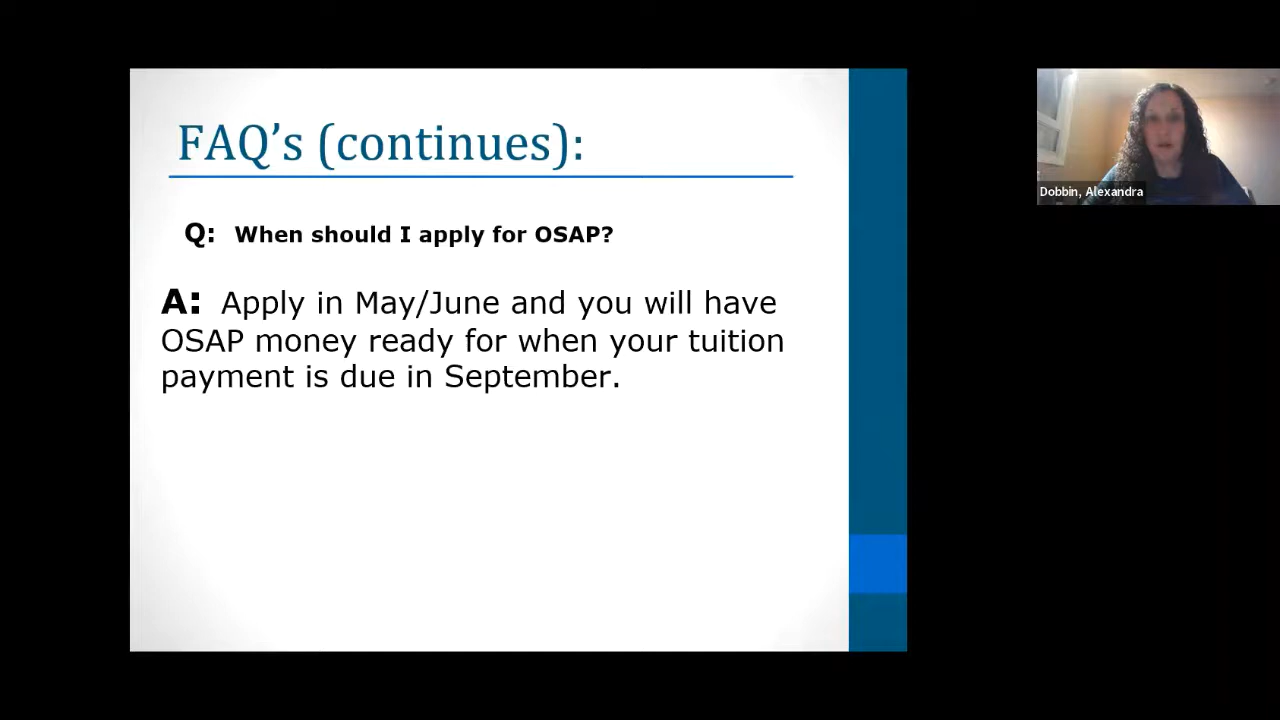 FAQ’s (continues):
Q: When should I apply for OSAP?
A: Apply in May/June and you will have
OSAP money ready for when your tuition
payment is due in September.
Dobbin, Alexandra